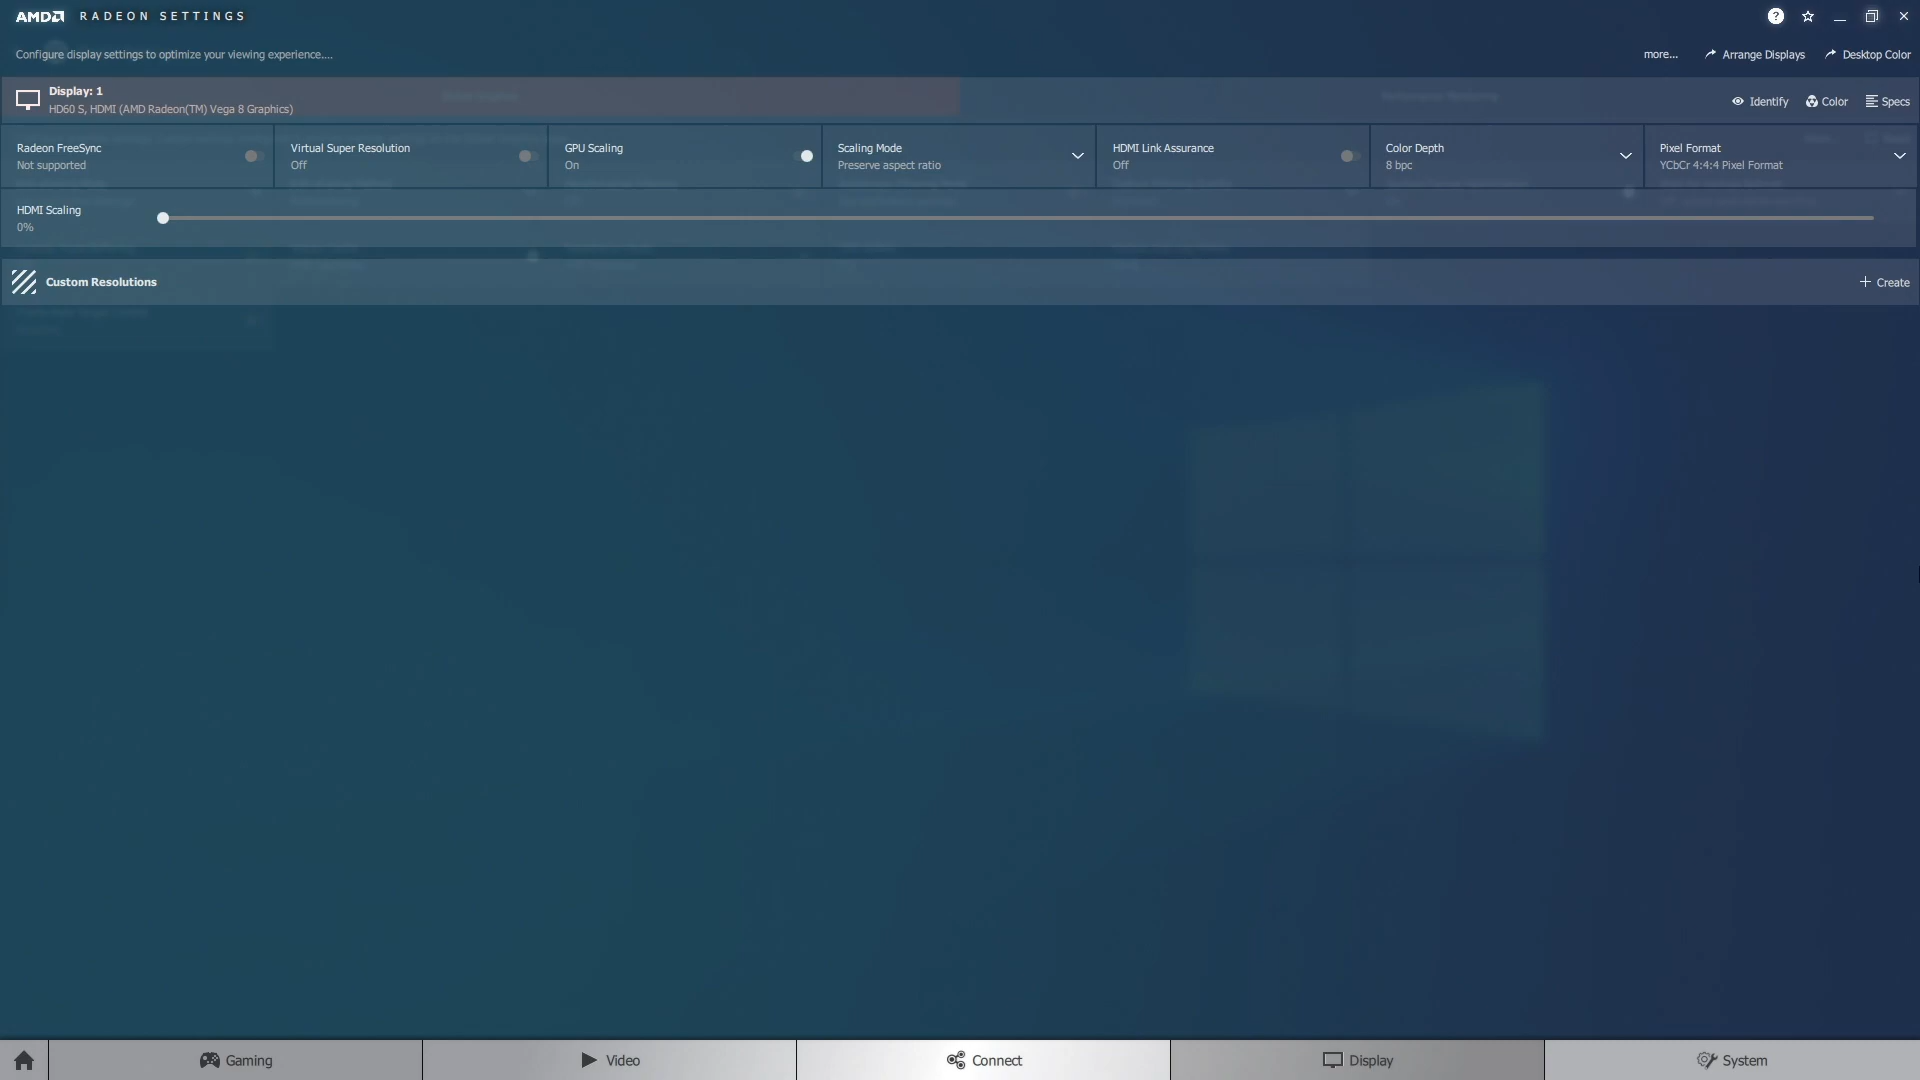 AMD RADEON SETTINGS
Configure display settings to optimize your viewing experience....
more... Arrange Displays Desktop Color
Display: 1
HD60 S, HDMI (AMD Radeon(TM) Vega 8 Graphics)
Identify Color Specs
Radeon FreeSync
Not supported
Virtual Super Resolution
Off
GPU Scaling
On
Scaling Mode
Preserve aspect ratio
HDMI Link Assurance
Off
Color Depth
8 bpc
Pixel Format
YCbCr 4:4:4 Pixel Format
HDMI Scaling
0%
Custom Resolutions
Create
Gaming Video Connect Display System